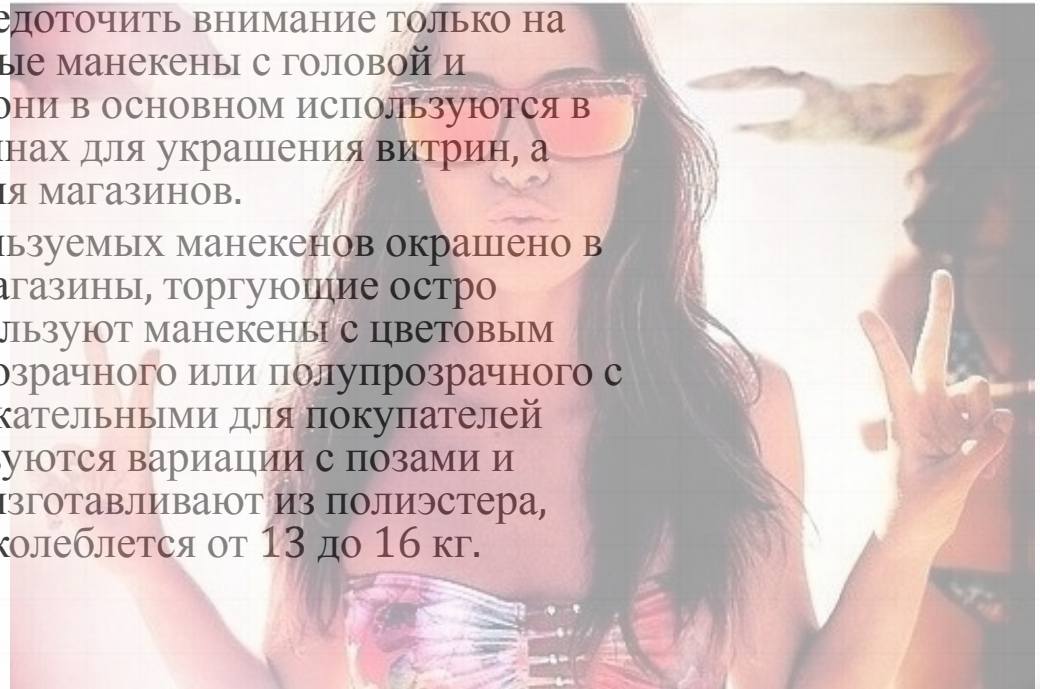 едоточить внимание только на
ые манекены с головой и
они в основном используются в
инах для украшения витрин, а
ия магазинов.
льзуемых манекенов окрашено в
агазины, торгующие остро
льзуют манекены с цветовым
озрачного или полупрозрачного с
кательными для покупателей
зуются вариации с позами и
изготавливают из полиэстера,
колеблется от 13 до 16 кг.